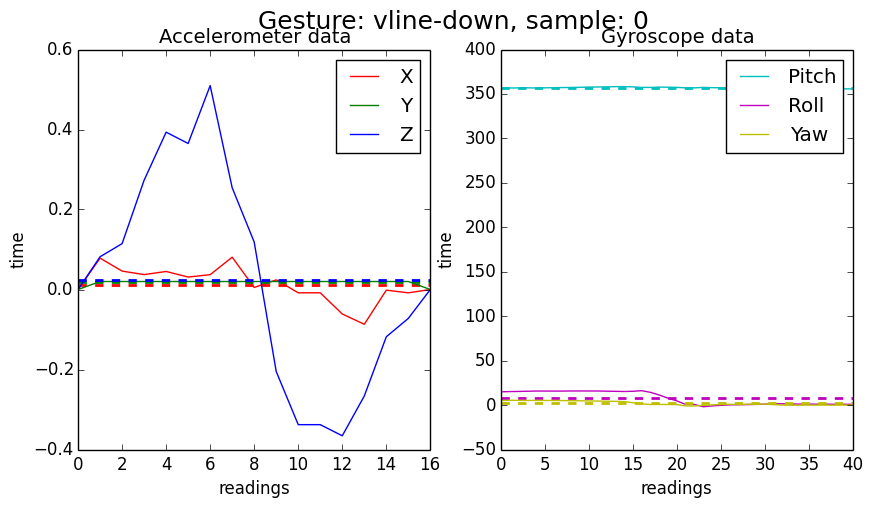 Gesture: vline-down, sample: 0
Accelerometer data
0.6
0.4
0.2
0.0
−0.2
−0.4
time
0 2 4 6 8 10 12 14 16
readings
X
Y
Z
Gyroscope data
400
350
300
250
200
150
100
50
0
−50
time
0 5 10 15 20 25 30 35 40
readings
Pitch
Roll
Yaw